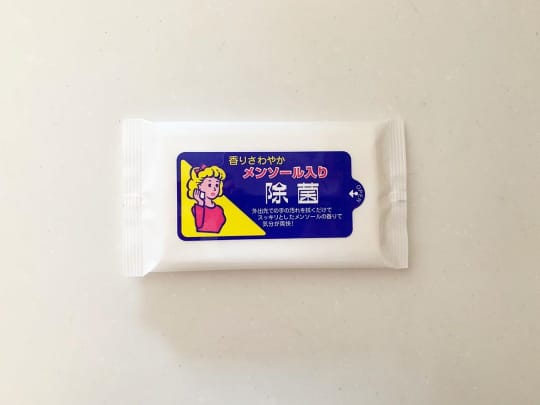 香りさわやか
メンソール入り
除菌
外出先での手の汚れを拭くだけで
スッキリとしたメンソールの香りで
気分が爽快!
OPEN